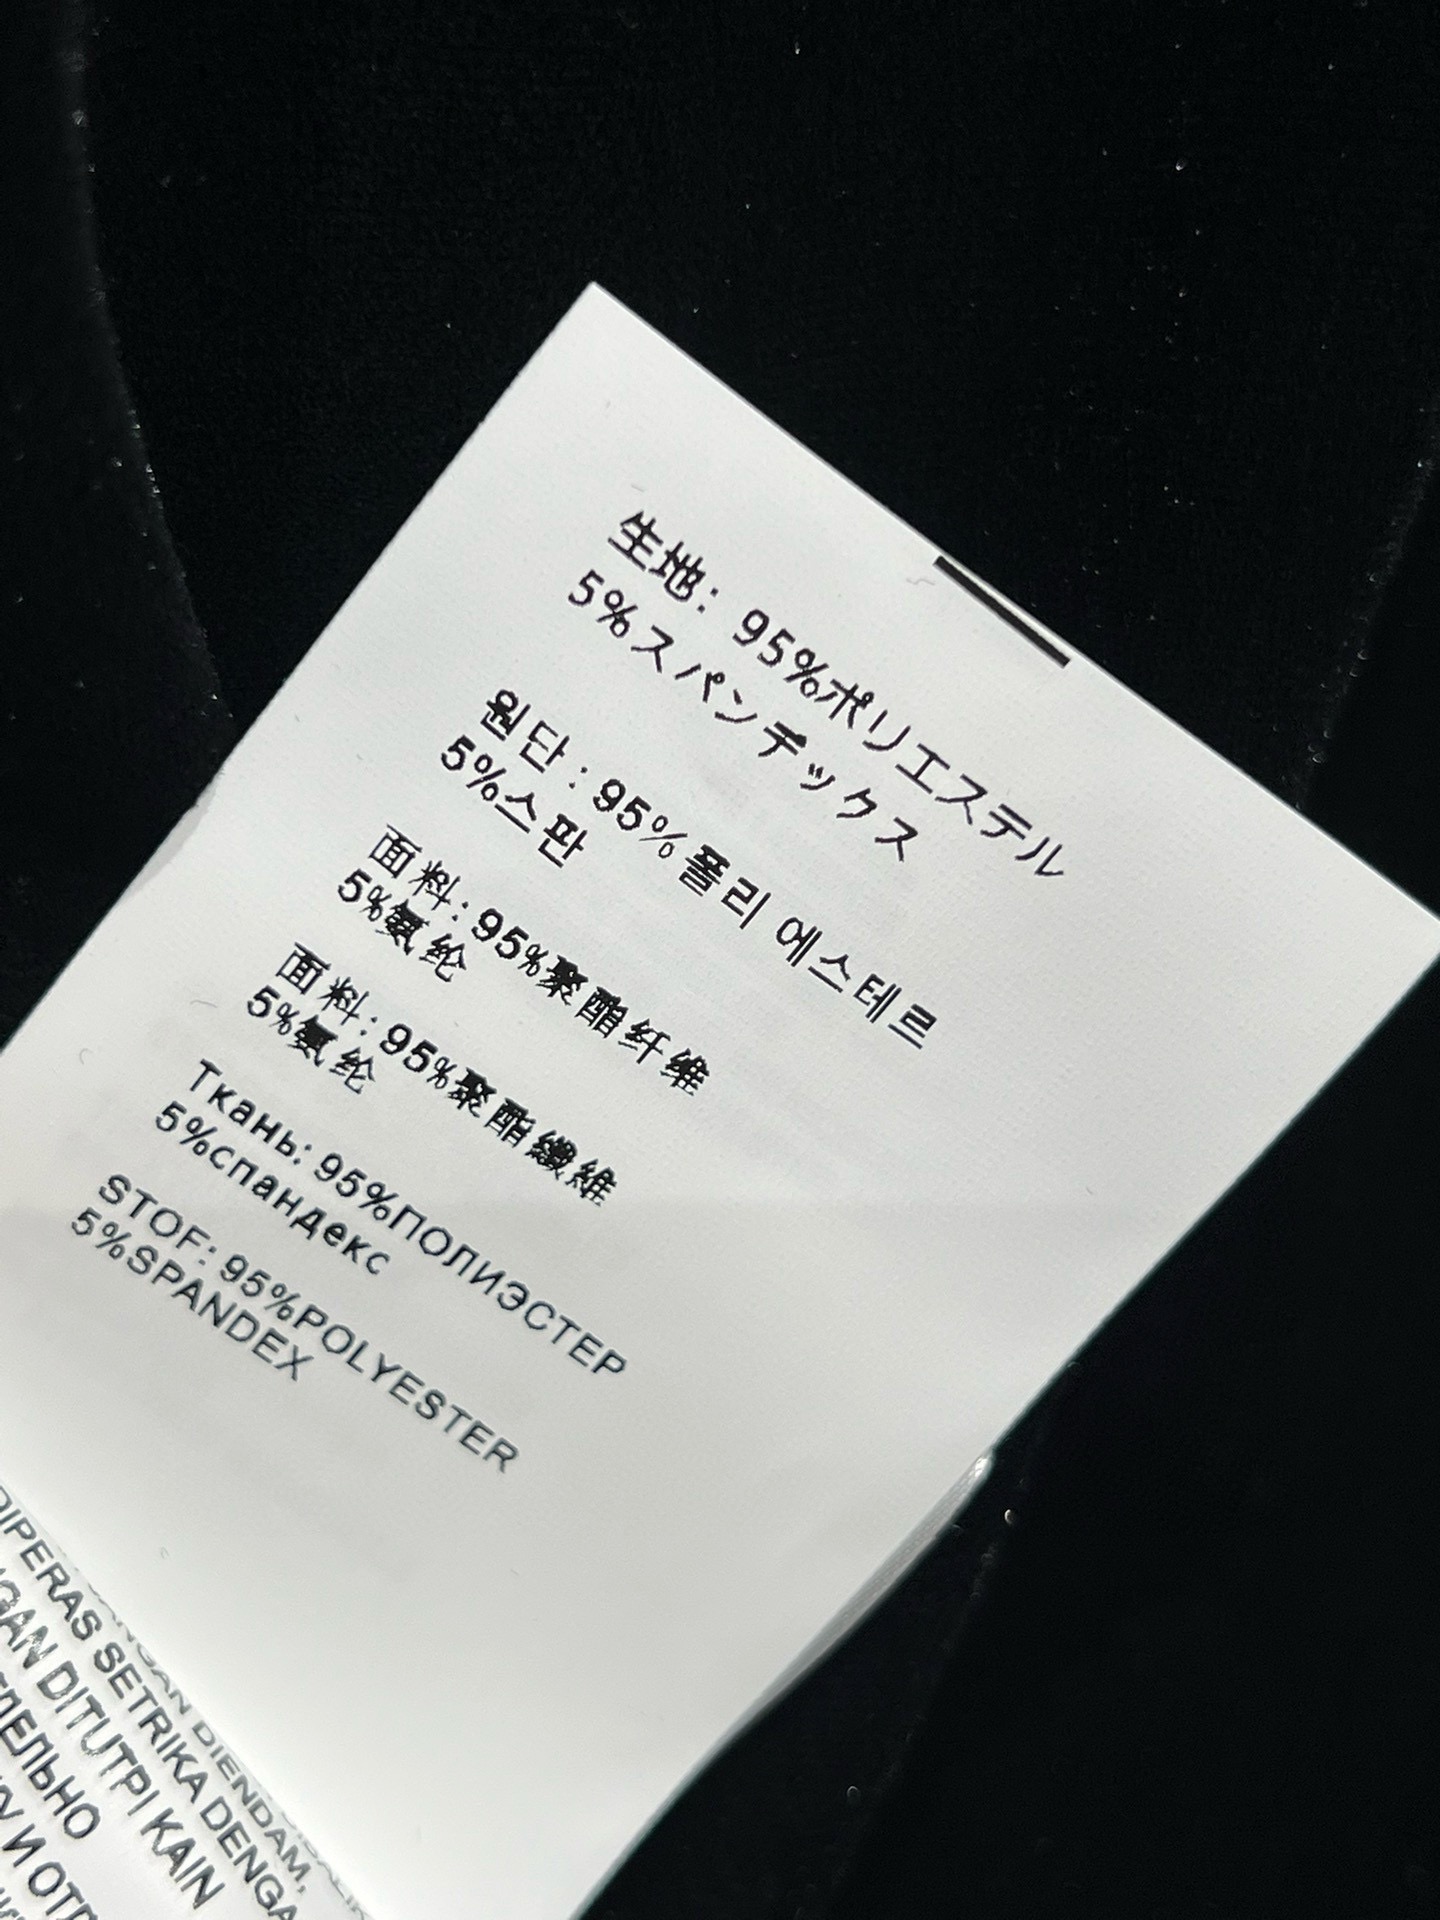 生地: 95%ポリエステル
5%スパンデックス
원단: 95%폴리 에스테르
5%스판
面料: 95%聚酯纤维
5%氨纶
面料: 95%聚酯纖維
5%氨纶
Ткань: 95%ПОЛИЭСТЕР
5%спандекс
STOF: 95%POLYESTER
5%SPANDEX
DIENDAM,
DIPERAS SETRIKA
DITUTPI KAIN
И